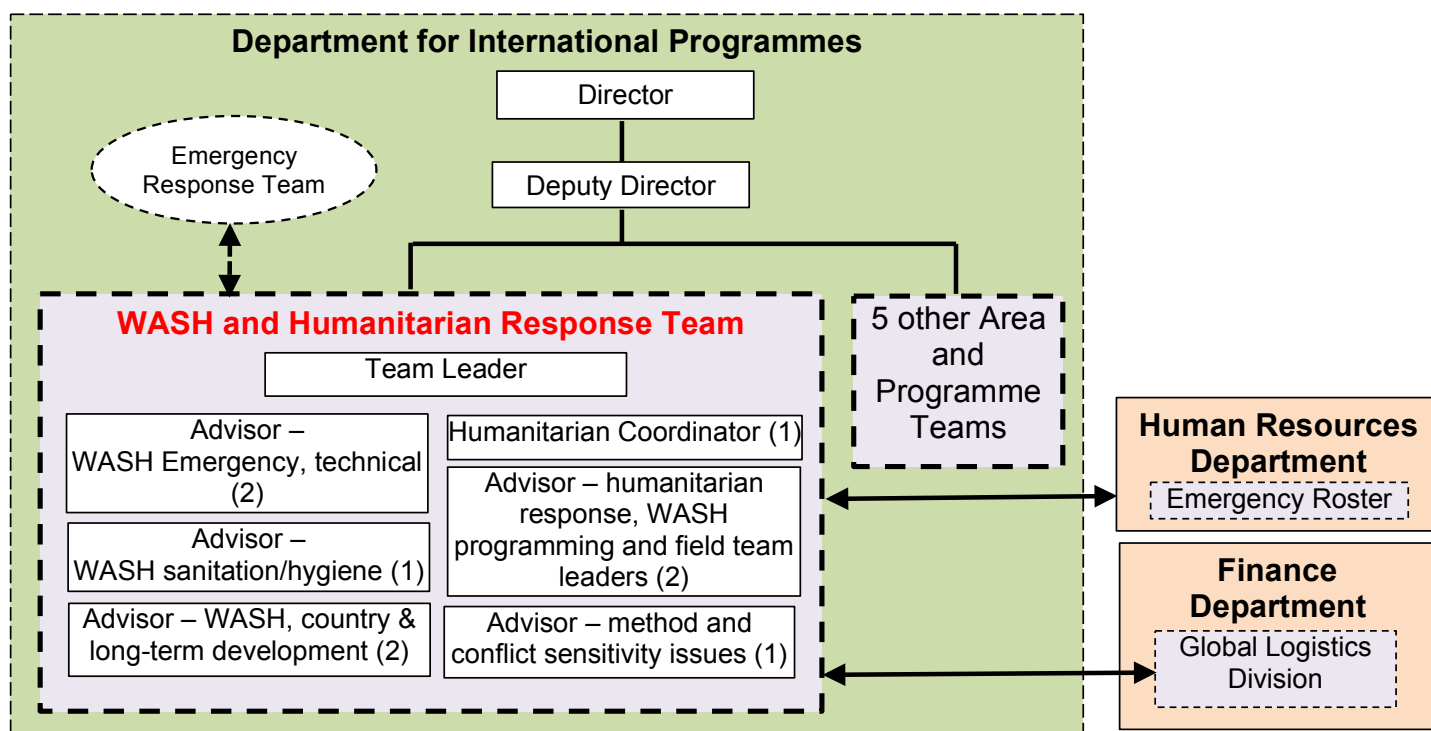 Department for International Programmes
Director
Emergency
Response Team
Deputy Director
WASH and Humanitarian Response Team
Team Leader
Advisor –
WASH Emergency, technical
(2)
Advisor –
WASH sanitation/hygiene (1)
Advisor – WASH, country &
long-term development (2)
Humanitarian Coordinator (1)
Advisor – humanitarian
response, WASH
programming and field team
leaders (2)
Advisor – method and
conflict sensitivity issues (1)
5 other Area
and
Programme
Teams
Human Resources
Department
Emergency Roster
Finance
Department
Global Logistics
Division